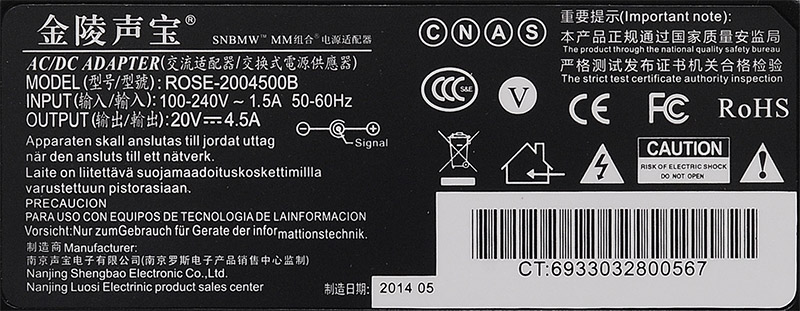 金陵声宝 SNBMW™ MM组合® 电源适配器
AC/DC ADAPTER(交流适配器/交換式電源供應器)
MODEL(型号/型號): ROSE-2004500B
INPUT(输入/輸入): 100-240V ~ 1.5A 50-60Hz
OUTPUT(输出/輸出): 20V⎓4.5A
Signal
Apparaten skall anslutas till jordat uttag
när den ansluts till ett nätverk.
Laite on liitettävä suojamaadoituskoskettimillla
varustettuun pistorasiaan.
PRECAUCION
PARA USO CON EQUIPOS DE TECNOLOGIA DE LAINFORMACION
Vorsicht:Nur zumGebrauch für Gerate der infor mattionstechnik.
制造商 Manufacturer:
南京声宝电子有限公司(南京罗斯电子产品销售中心监制)
Nanjing Shengbao Electronic Co.,Ltd.
Nanjing Luosi Electrinic product sales center
制造日期: 2014 05
C N A S
重要提示(Important note):
本产品正规通过国家质量安监局
The product through the national quality safety bureau
严格测试发布证书机关合格检验
The strict test certificate authority inspection
CCC S&E
V
CE FC RoHS
CAUTION
RISK OF ELECTRIC SHOCK
DO NOT OPEN
CT:6933032800567